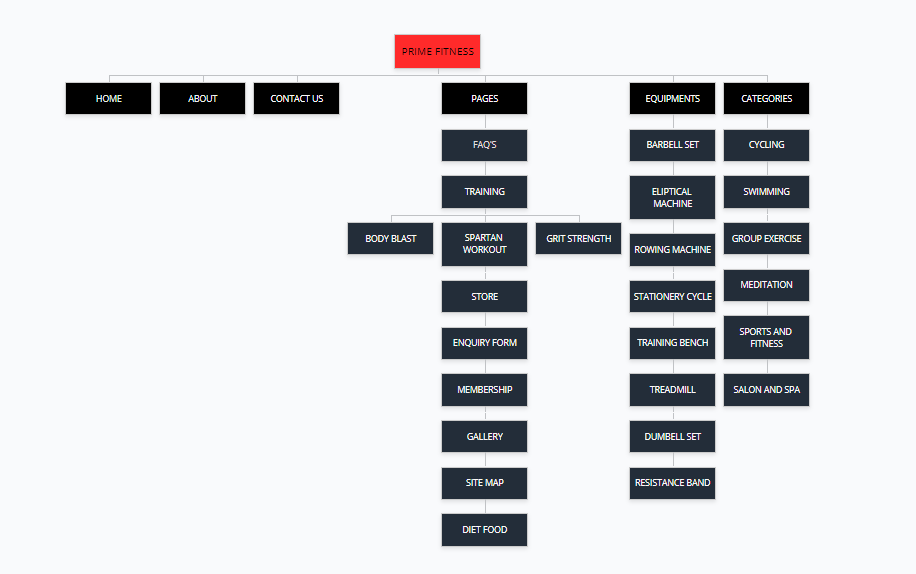 PRIME FITNESS
HOME
ABOUT
CONTACT US
PAGES
EQUIPMENTS
CATEGORIES
FAQ'S
TRAINING
BODY BLAST
SPARTAN
WORKOUT
GRIT STRENGTH
STORE
ENQUIRY FORM
MEMBERSHIP
GALLERY
SITE MAP
DIET FOOD
BARBELL SET
ELIPTICAL
MACHINE
ROWING MACHINE
STATIONERY CYCLE
TRAINING BENCH
TREADMILL
DUMBELL SET
RESISTANCE BAND
CYCLING
SWIMMING
GROUP EXERCISE
MEDITATION
SPORTS AND
FITNESS
SALON AND SPA